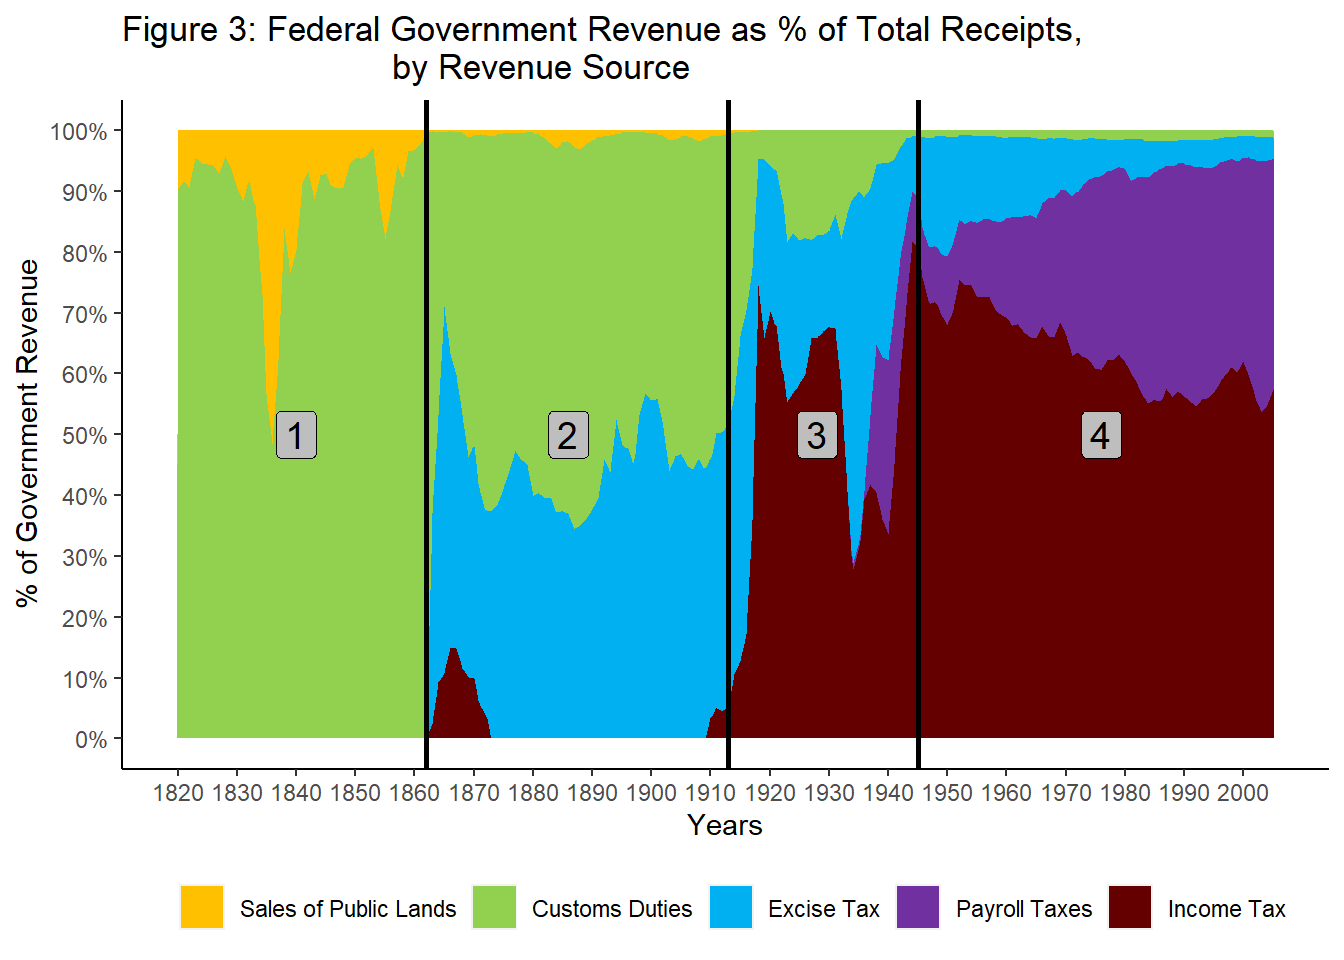 Figure 3: Federal Government Revenue as % of Total Receipts,
by Revenue Source
% of Government Revenue
100%
90%
80%
70%
60%
50%
40%
30%
20%
10%
0%
1
2
3
4
1820 1830 1840 1850 1860 1870 1880 1890 1900 1910 1920 1930 1940 1950 1960 1970 1980 1990 2000
Years
Sales of Public Lands Customs Duties Excise Tax Payroll Taxes Income Tax